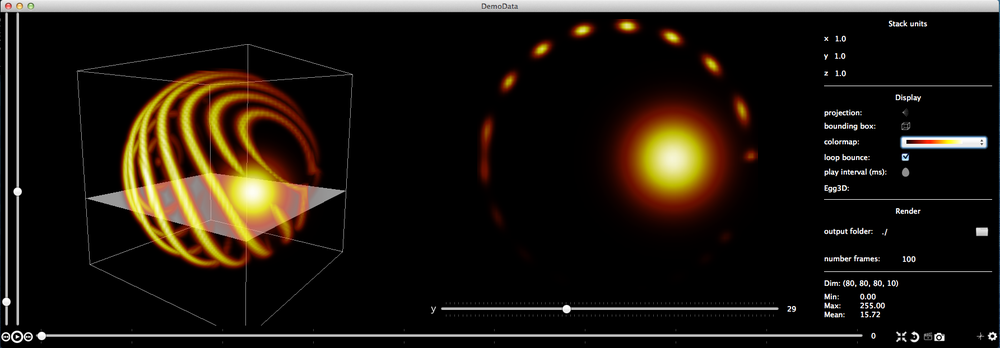 DemoData
Stack units
x 1.0
y 1.0
z 1.0
Display
projection:
bounding box:
colormap:
loop bounce:
play interval (ms):
Egg3D:
Render
output folder: ./
number frames: 100
Dim: (80, 80, 80, 10)
Min: 0.00
Max: 255.00
Mean: 15.72
y 29
0